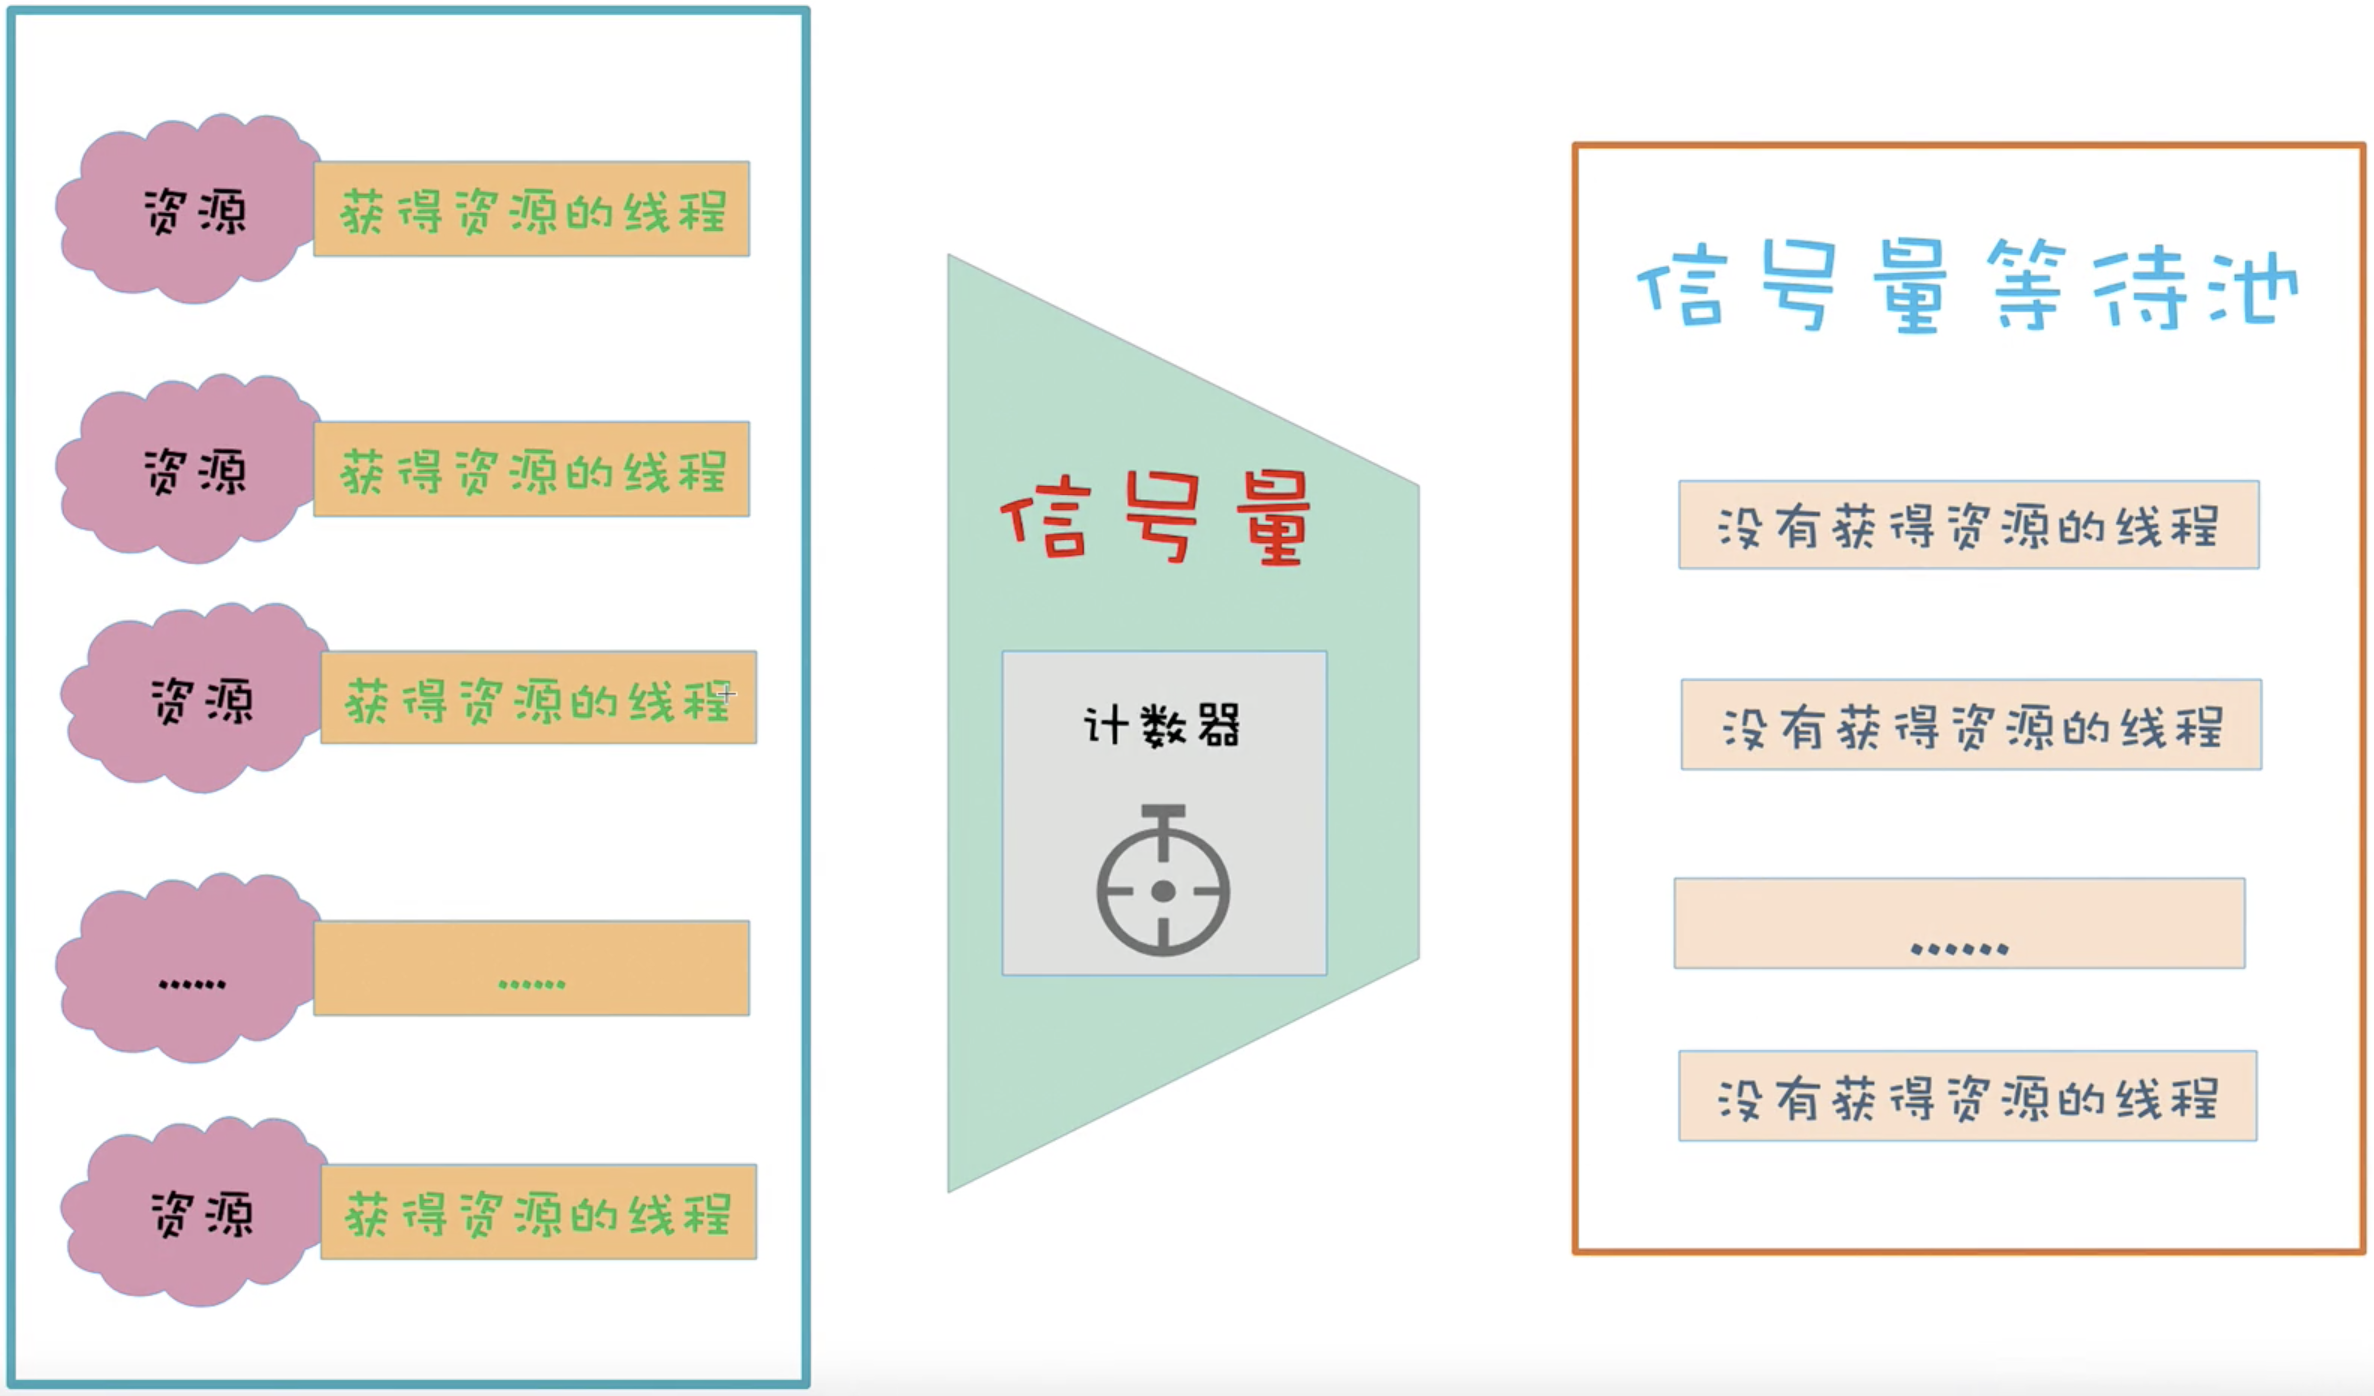 资源 获得资源的线程
资源 获得资源的线程
资源 获得资源的线程
...... ......
资源 获得资源的线程
信号量
计数器
信号量等待池
没有获得资源的线程
没有获得资源的线程
......
没有获得资源的线程